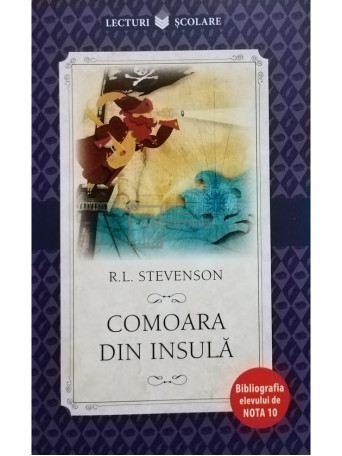 LECTURI ȘCOLARE
R.L. STEVENSON
COMOARA
DIN INSULĂ
Bibliografia
elevului de
NOTA 10